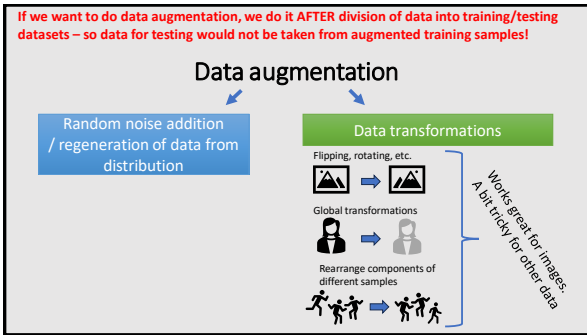 If we want to do data augmentation, we do it AFTER division of data into training/testing
datasets – so data for testing would not be taken from augmented training samples!
Data augmentation
Random noise addition
/ regeneration of data from
distribution
Data transformations
Flipping, rotating, etc.
Global transformations
Rearrange components of
different samples
Works great for images.
A bit tricky for other data